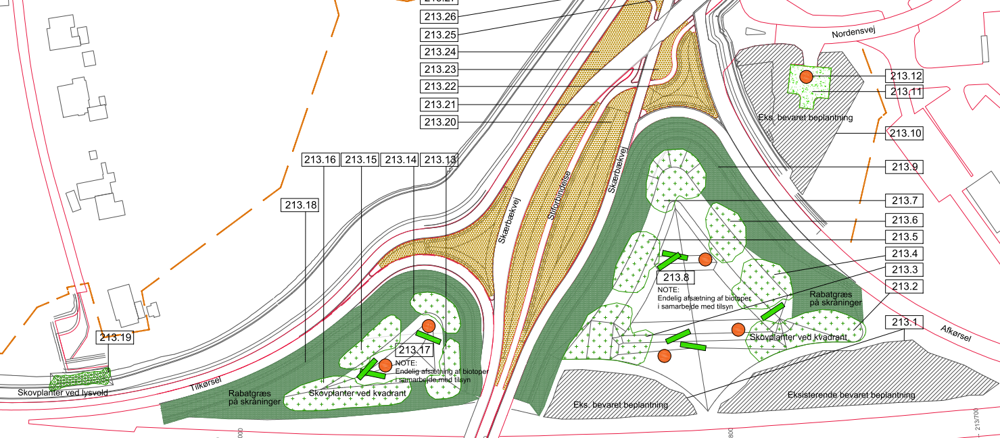 213.26
213.25
213.24
213.23
213.22
213.21
213.20
213.16
213.15
213.14
213.13
213.18
213.19
Nordensvej
213.12
213.11
Eks. bevaret beplantning
213.10
213.9
213.7
213.6
213.5
213.4
213.3
213.2
213.1
Skærbækvej
Stiforbindelse
Skærbækvej
213.8
NOTE:
Endelig afsætning af biotoper
i samarbejde med tilsyn
Rabatgræs
på skråninger
Skovplanter ved kvadrant
Afkørsel
213.17
NOTE:
Endelig afsætning af biotoper
i samarbejde med tilsyn
Skovplanter ved lysvold
Tilkørsel
Rabatgræs
på skråninger
Skovplanter ved kvadrant
Eks. bevaret beplantning
Eksisterende bevaret beplantning
213/700